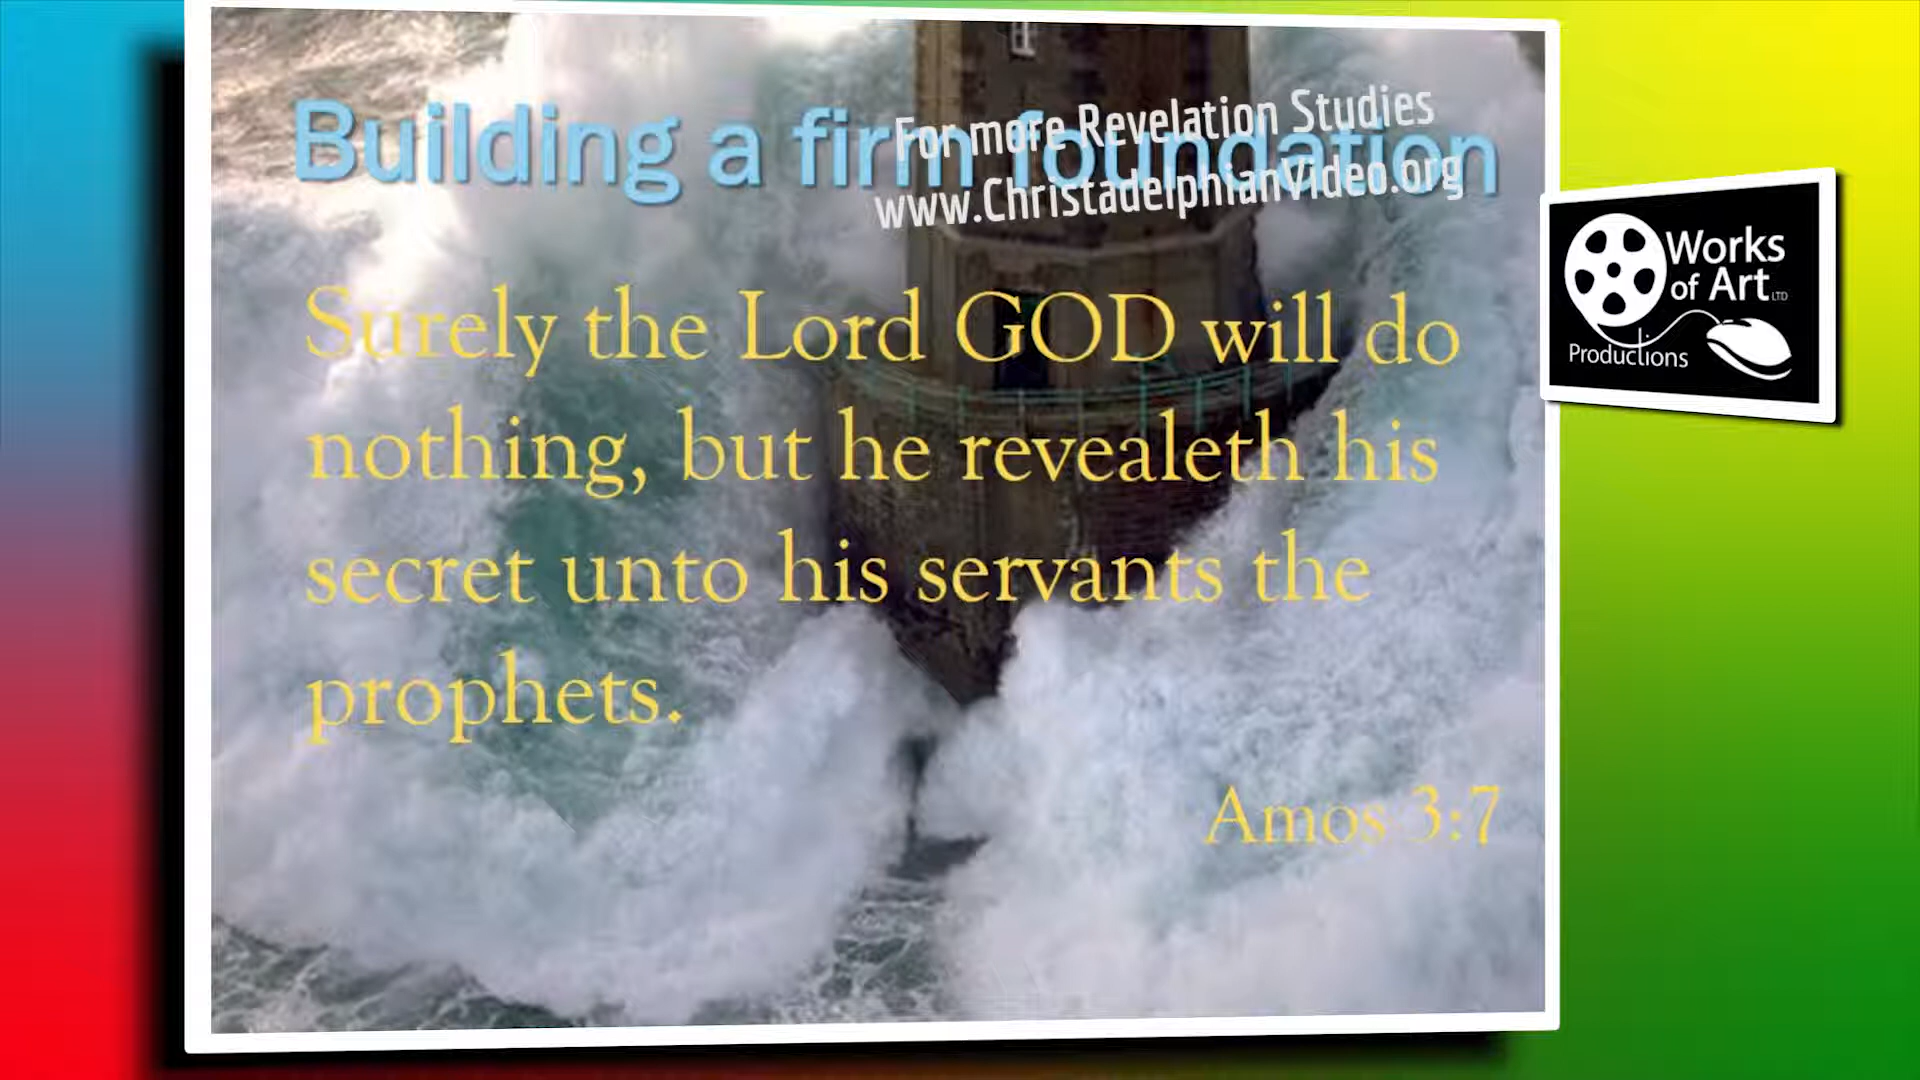 Building a firm foundation
For more Revelation Studies
www.ChristadelphianVideo.org
Surely the Lord GOD will do
nothing, but he revealeth his
secret unto his servants the
prophets.
Amos 3:7
Works
of Art LTD
Productions